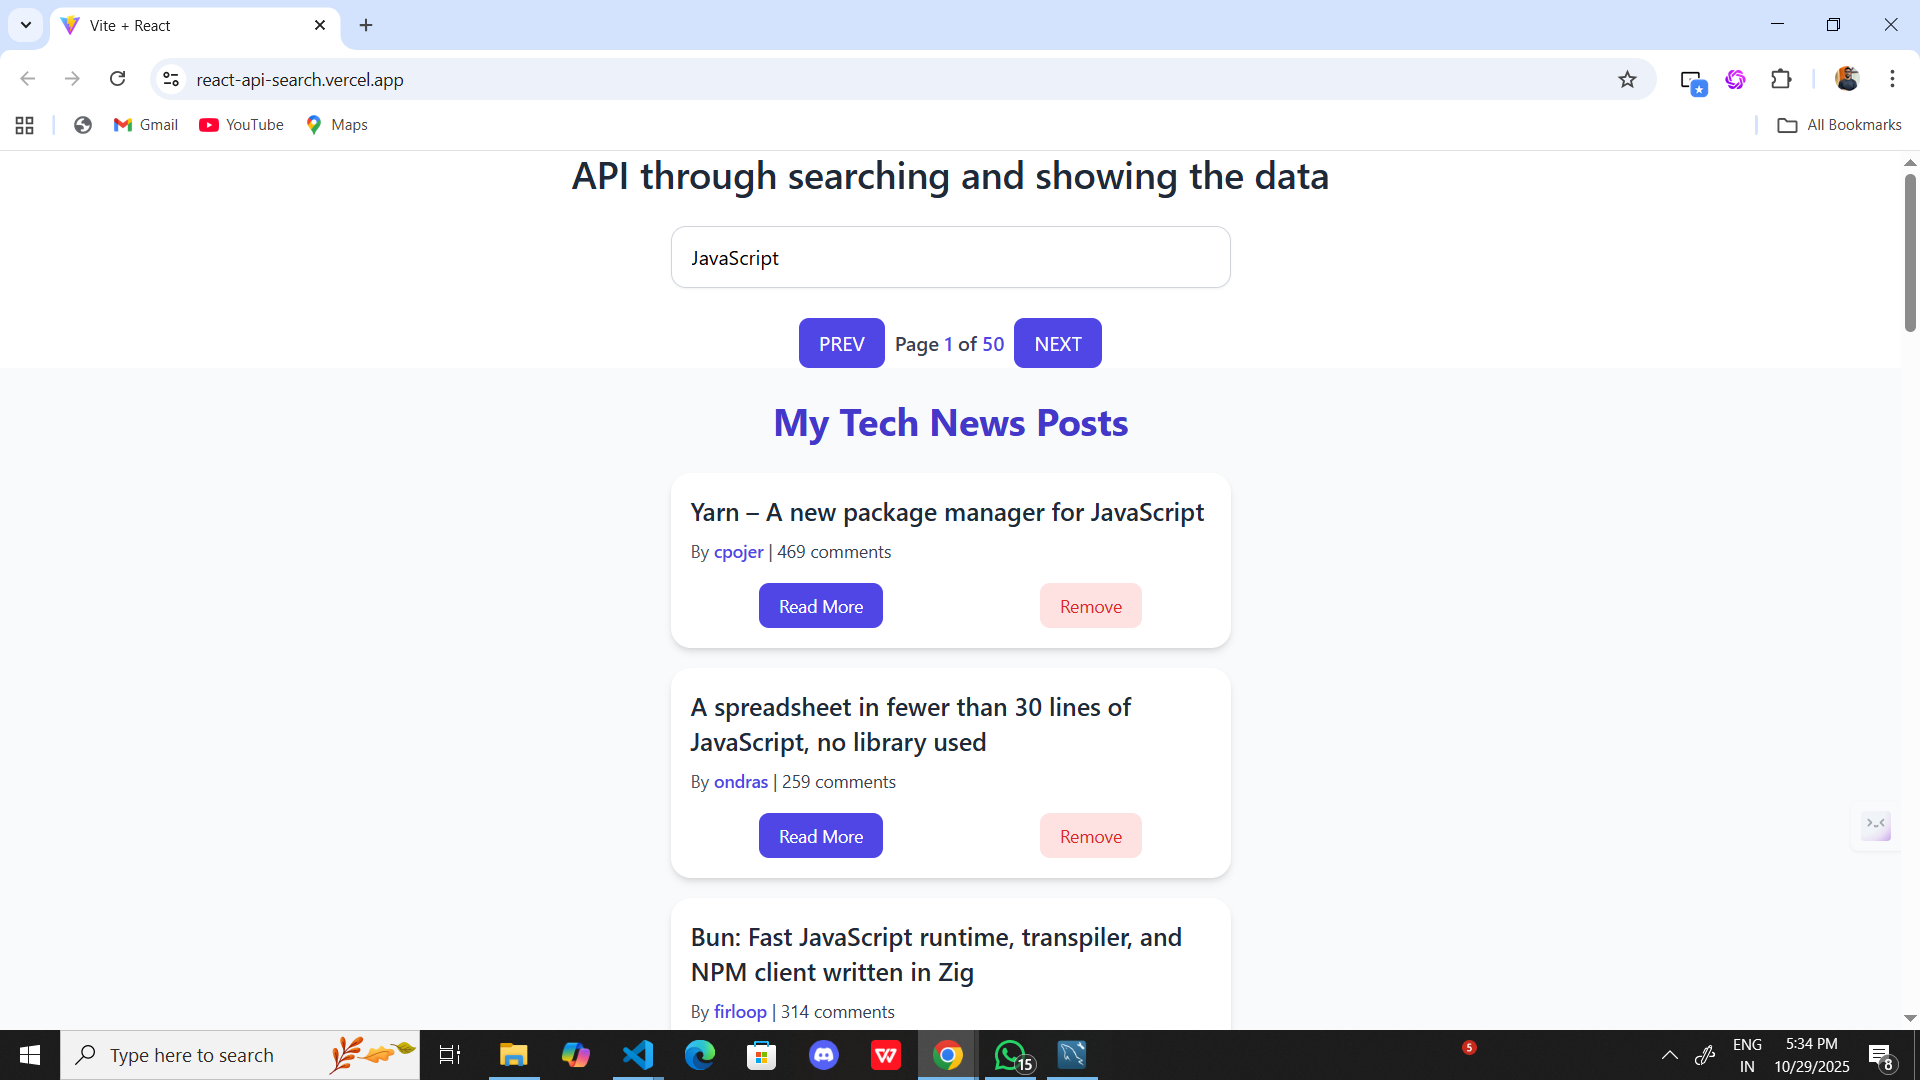 Vite + React
react-api-search.vercel.app
Gmail YouTube Maps All Bookmarks
API through searching and showing the data
JavaScript
PREV Page 1 of 50 NEXT
My Tech News Posts
Yarn – A new package manager for JavaScript
By cpojer | 469 comments
Read More Remove
A spreadsheet in fewer than 30 lines of
JavaScript, no library used
By ondras | 259 comments
Read More Remove
Bun: Fast JavaScript runtime, transpiler, and
NPM client written in Zig
By firloop | 314 comments
Type here to search
15
5
ENG
IN
5:34 PM
10/29/2025
8